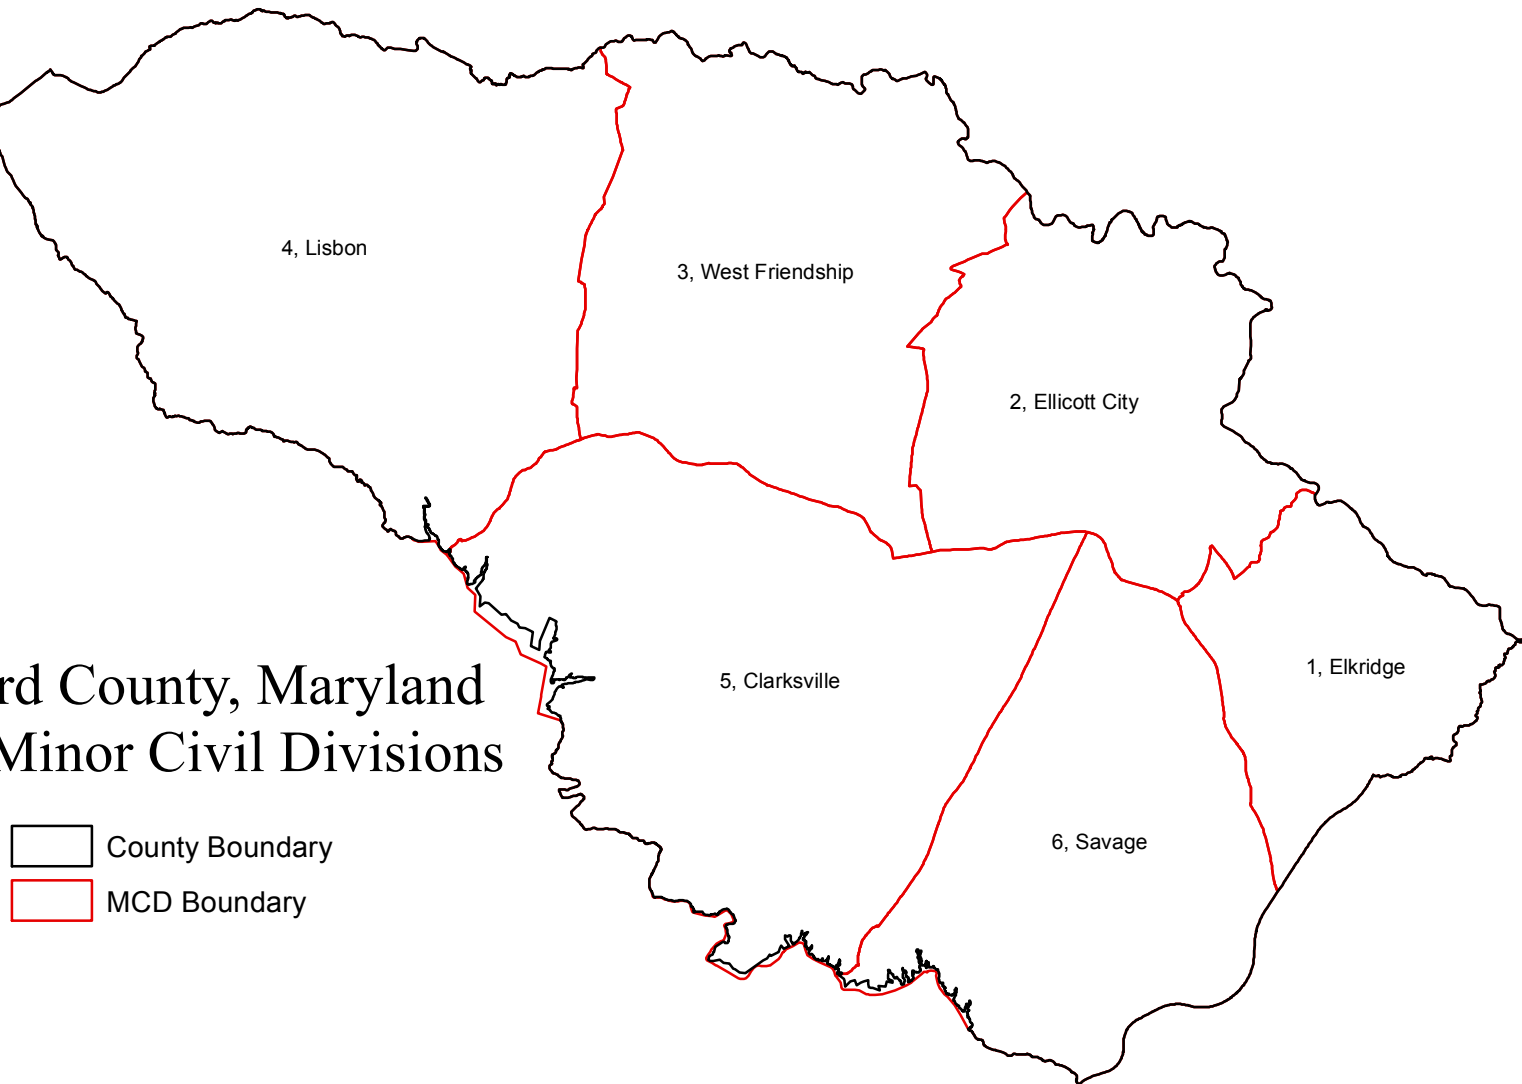 4, Lisbon
3, West Friendship
2, Ellicott City
1, Elkridge
5, Clarksville
6, Savage
rd County, Maryland
Minor Civil Divisions
County Boundary
MCD Boundary